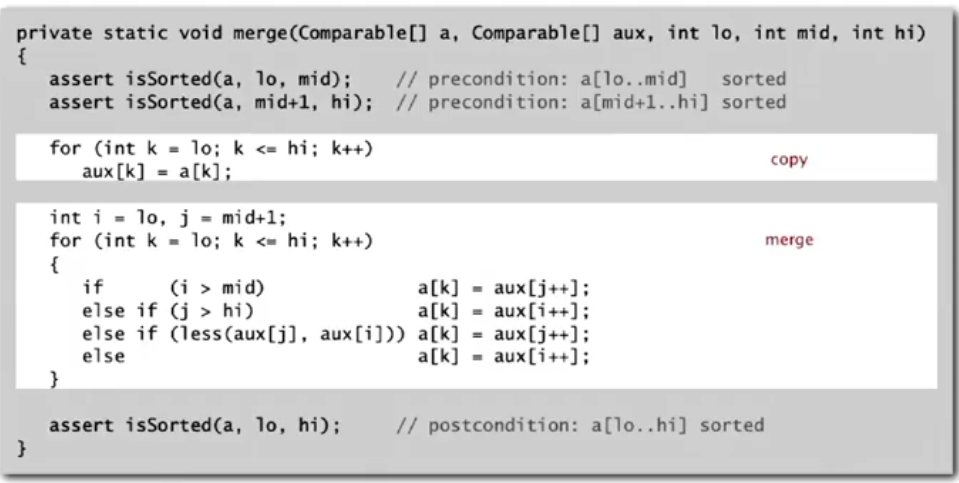 private static void merge(Comparable[] a, Comparable[] aux, int lo, int mid, int hi)
{
   assert isSorted(a, lo, mid);    // precondition: a[lo..mid]   sorted
   assert isSorted(a, mid+1, hi);  // precondition: a[mid+1..hi] sorted
   for (int k = lo; k <= hi; k++)
copy
      aux[k] = a[k];
   int i = lo, j = mid+1;
   for (int k = lo; k <= hi; k++)    merge
   {
      if      (i > mid)              a[k] = aux[j++];
      else if (j > hi)               a[k] = aux[i++];
      else if (less(aux[j], aux[i])) a[k] = aux[j++];
      else                           a[k] = aux[i++];
   }
   assert isSorted(a, lo, hi);     // postcondition: a[lo..hi] sorted
}